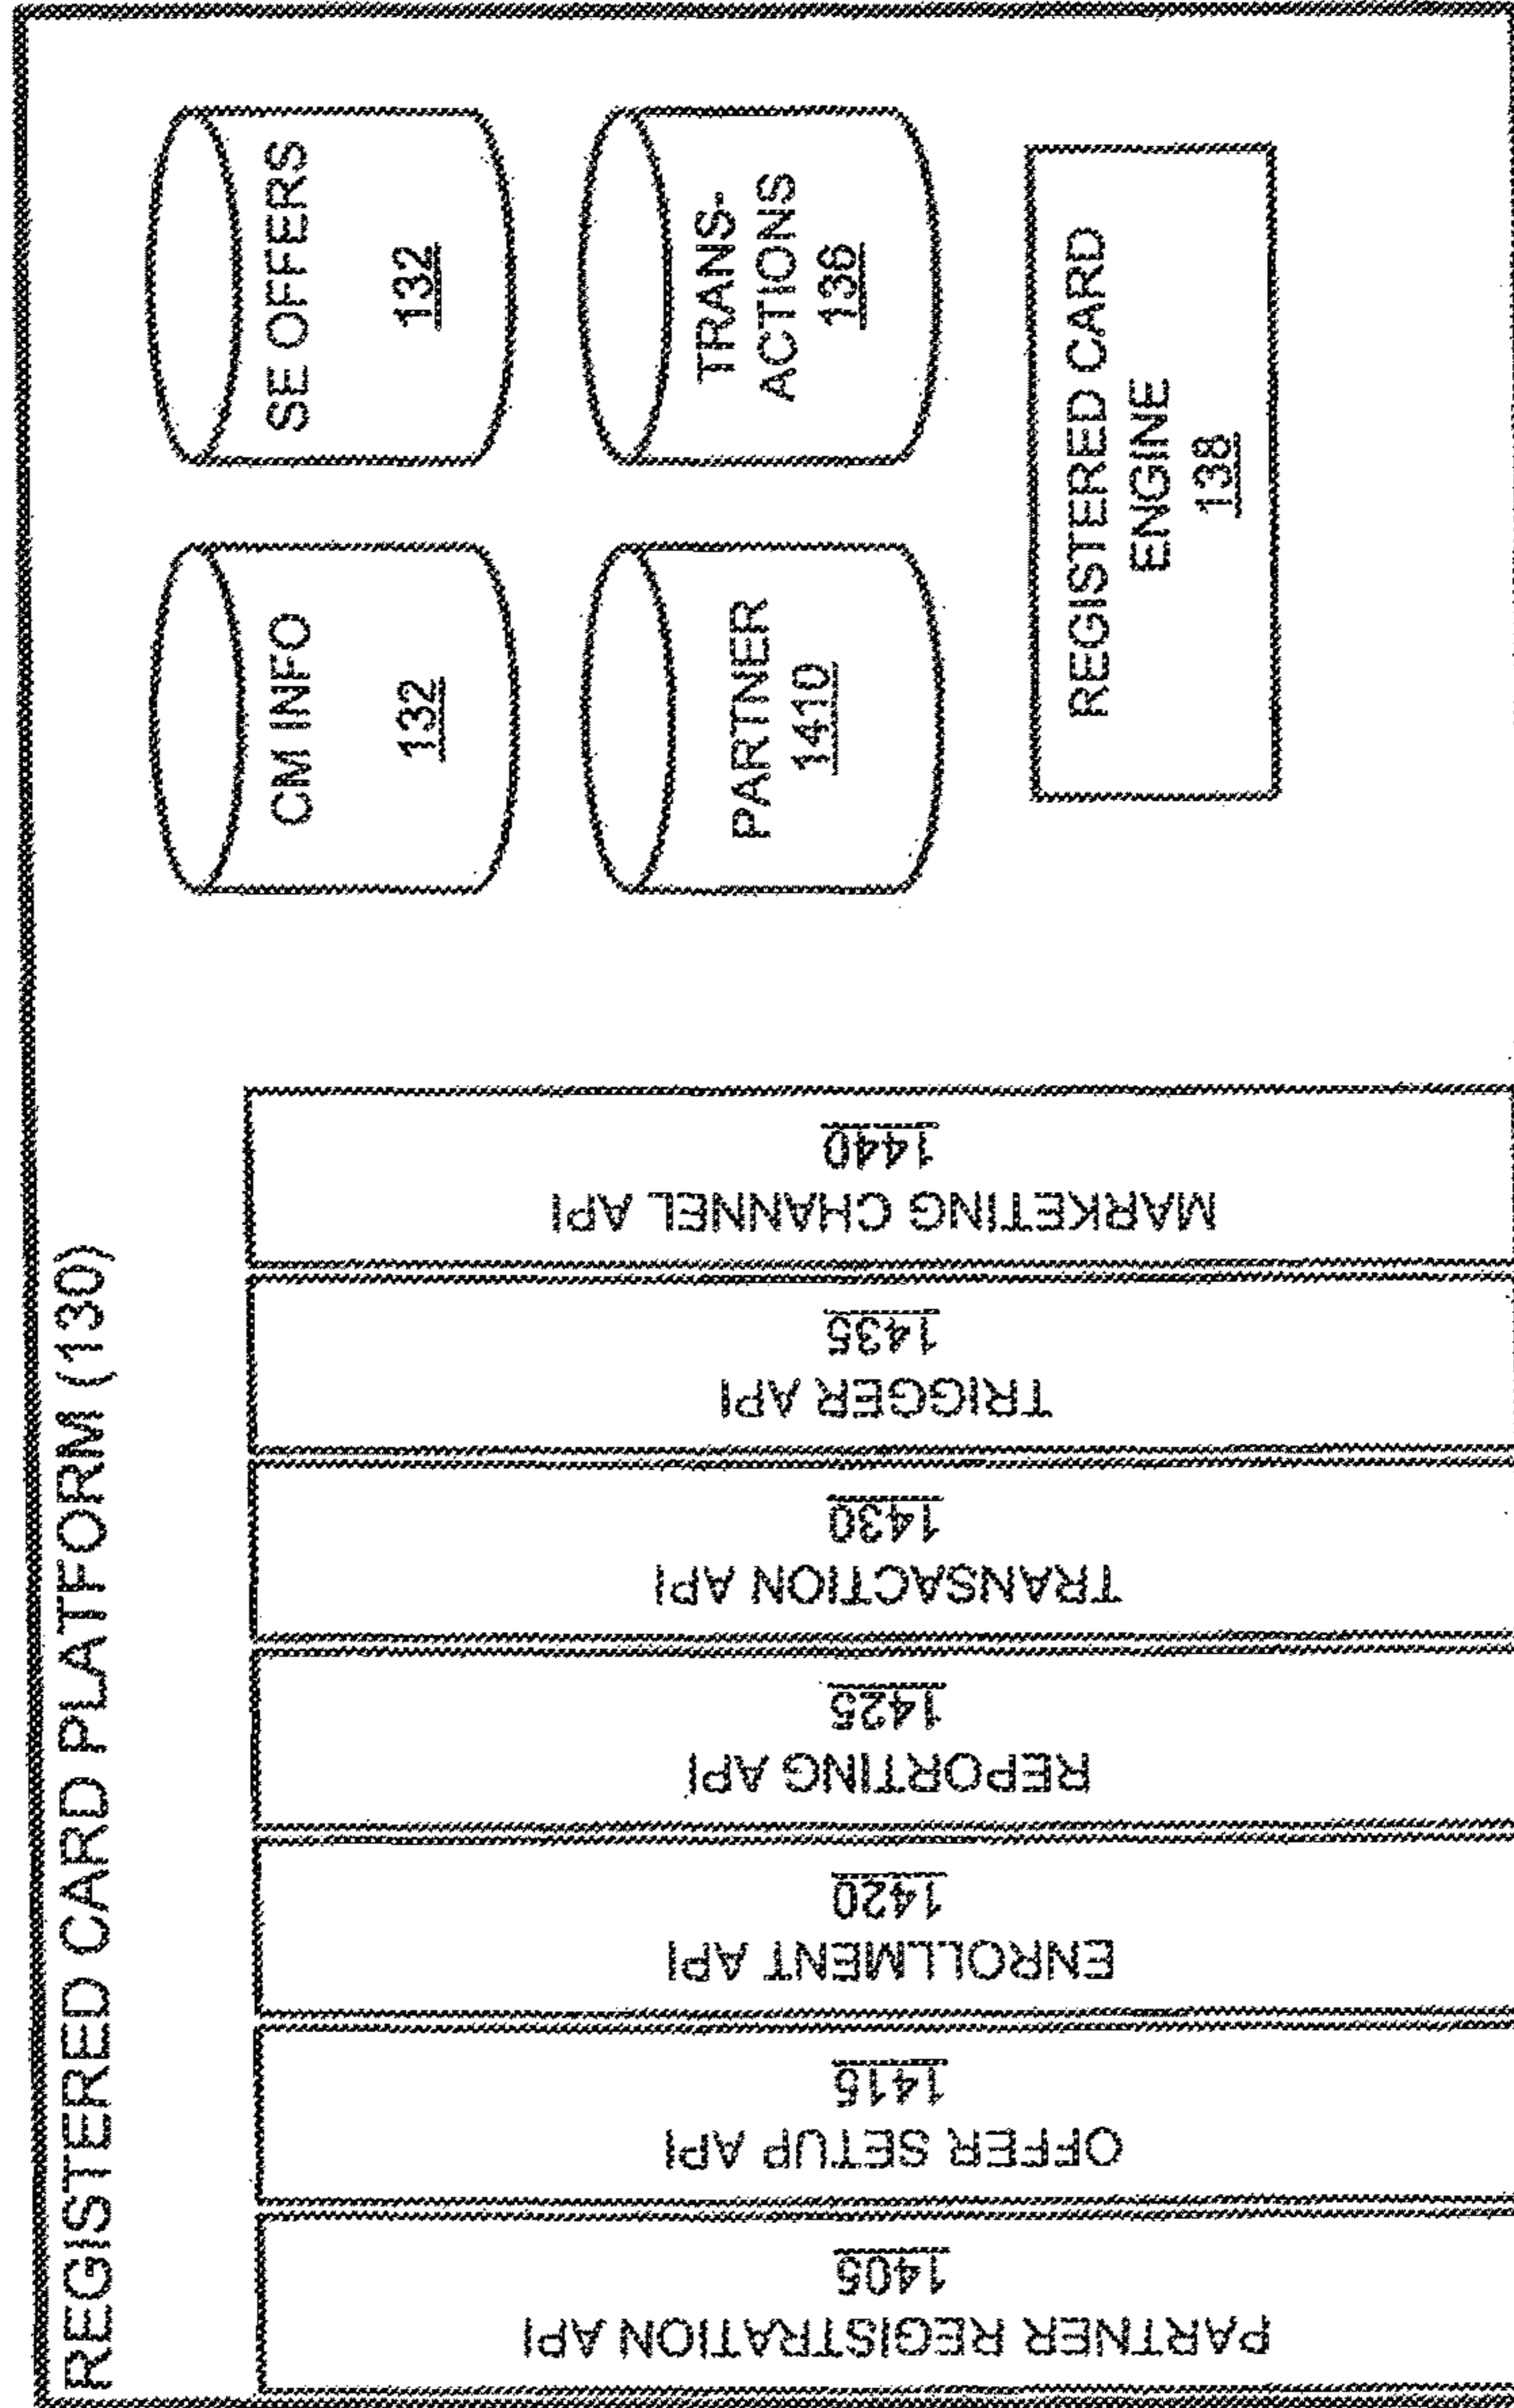 REGISTERED CARD PLATFORM (130)
CM INFO
132
SE OFFERS
132
PARTNER
1410
TRANS-
ACTIONS
136
REGISTERED CARD
ENGINE
138
PARTNER REGISTRATION API
1405
OFFER SETUP API
1415
ENROLLMENT API
1420
REPORTING API
1425
TRANSACTION API
1430
TRIGGER API
1435
MARKETING CHANNEL API
1440